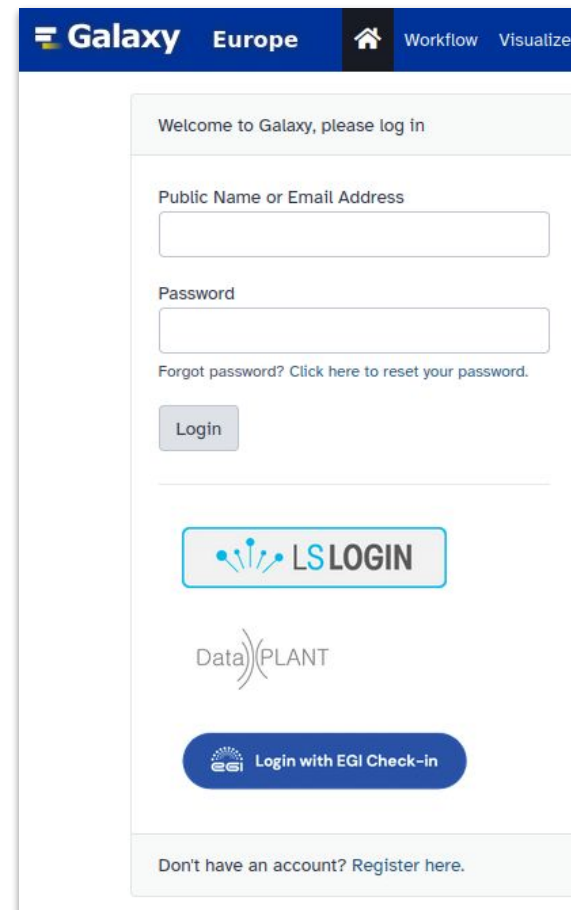 Galaxy Europe Workflow Visualize
Welcome to Galaxy, please log in
Public Name or Email Address
Password
Forgot password? Click here to reset your password.
Login
LS LOGIN
Data PLANT
EGI Login with EGI Check-in
Don't have an account? Register here.